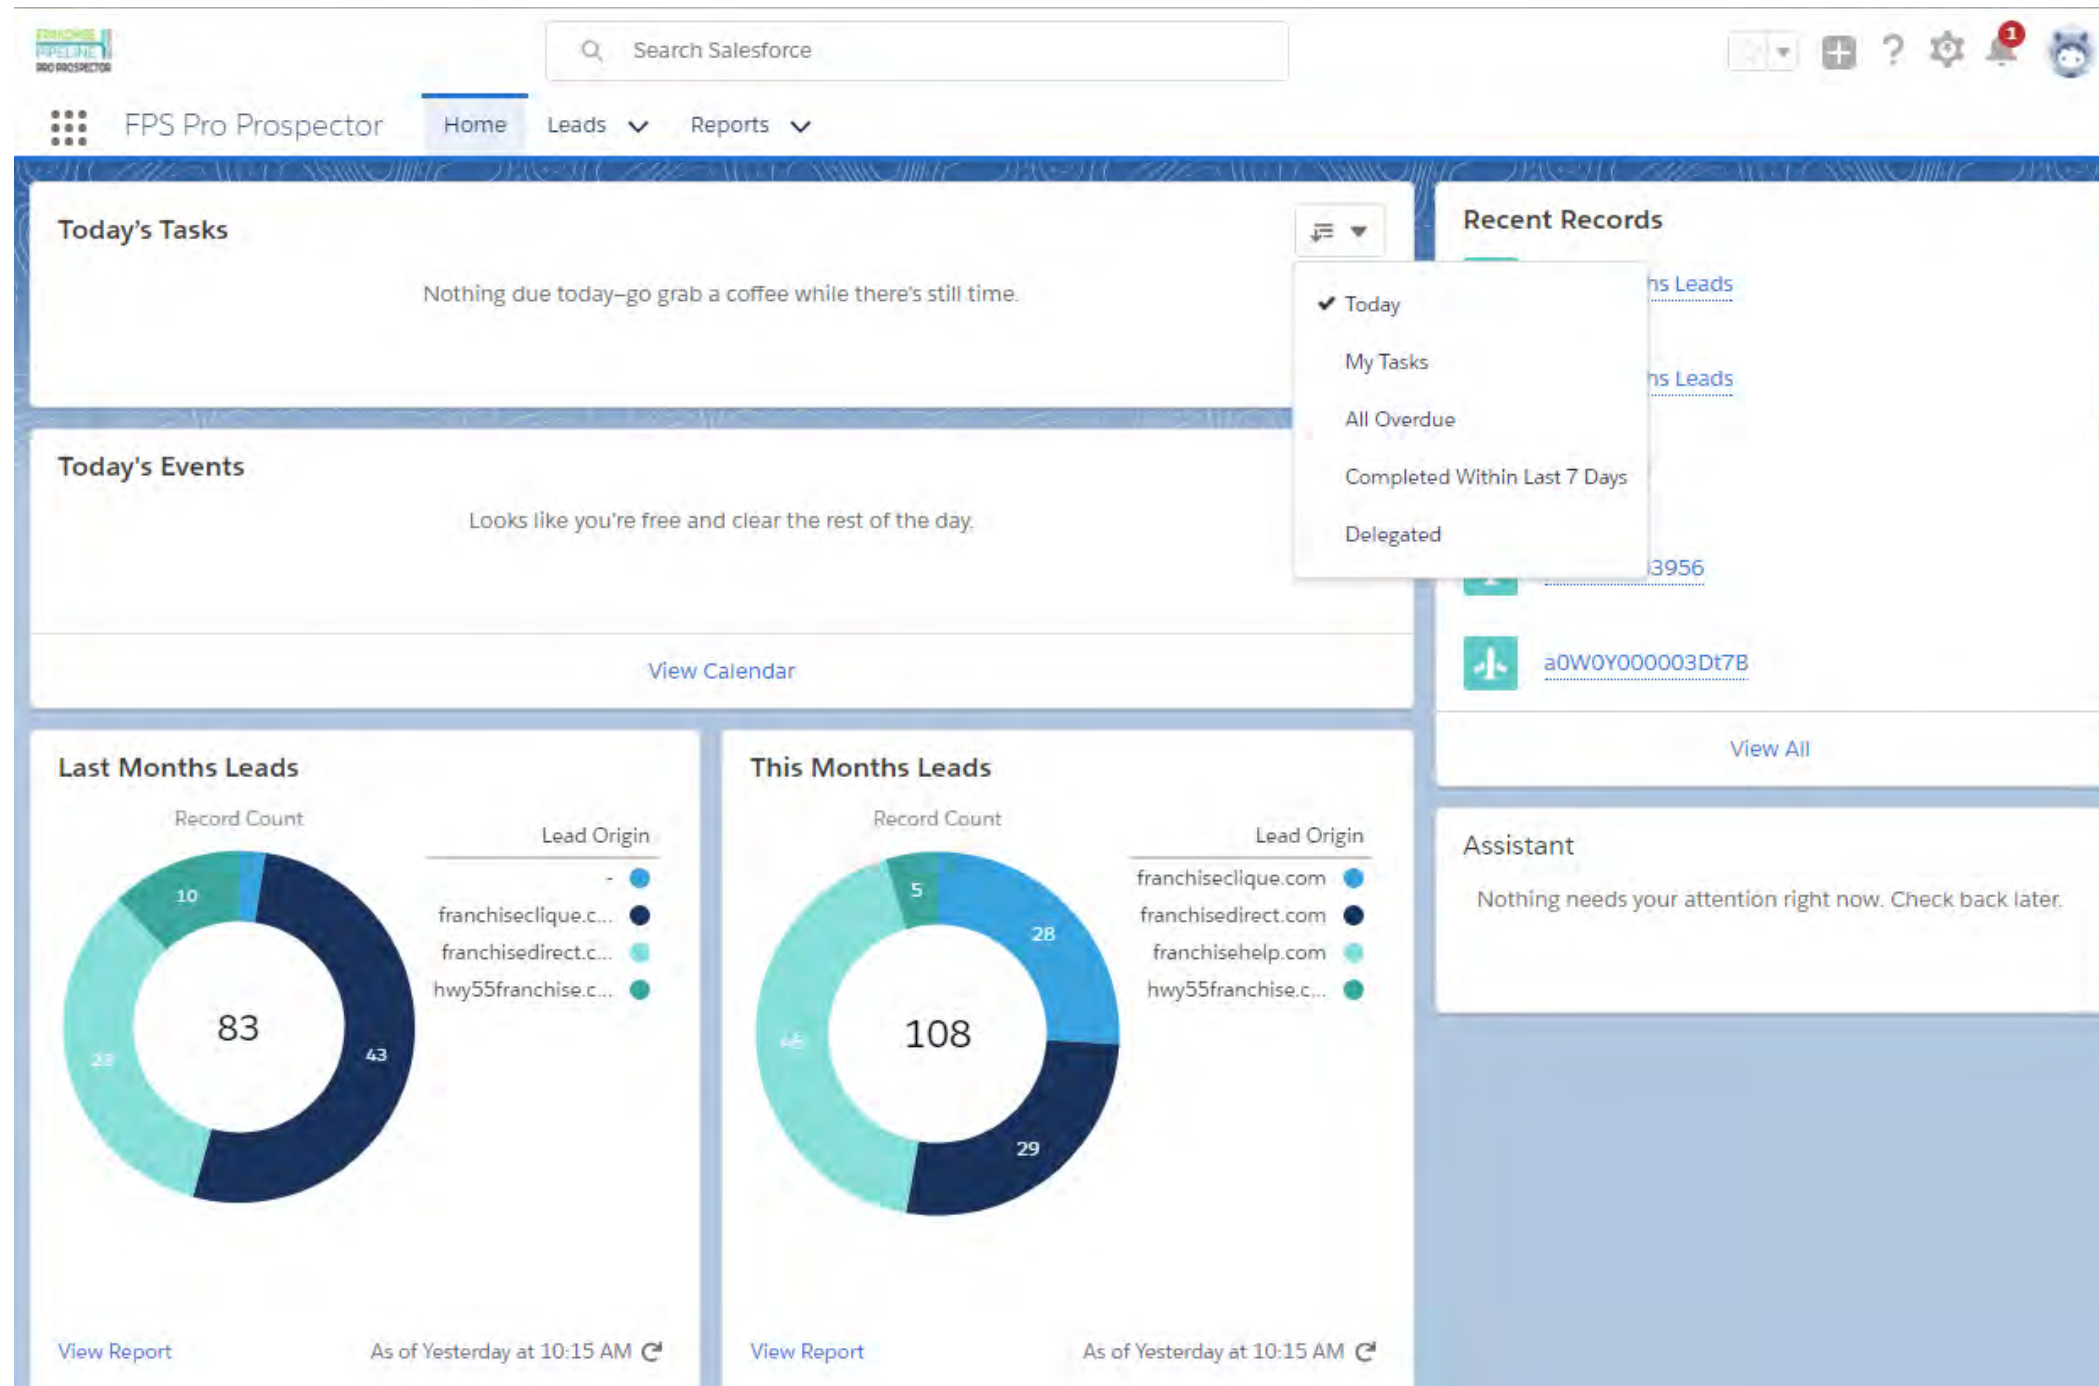 FRANCHISE
PIPELINE
PRO PROSPECTOR
Search Salesforce
1
FPS Pro Prospector
Home
Leads
Reports
Today's Tasks
Nothing due today—go grab a coffee while there's still time.
Today
My Tasks
All Overdue
Completed Within Last 7 Days
Delegated
Today's Events
Looks like you're free and clear the rest of the day.
View Calendar
Recent Records
hs Leads
hs Leads
3956
a0W0Y000003Dt7B
View All
Last Months Leads
Record Count
Lead Origin
-
franchiseclique.c...
franchisedirect.c...
hwy55franchise.c...
10
83
43
View Report
As of Yesterday at 10:15 AM
This Months Leads
Record Count
Lead Origin
franchiseclique.com
franchisedirect.com
franchisehelp.com
hwy55franchise.c...
5
28
108
29
View Report
As of Yesterday at 10:15 AM
Assistant
Nothing needs your attention right now. Check back later.